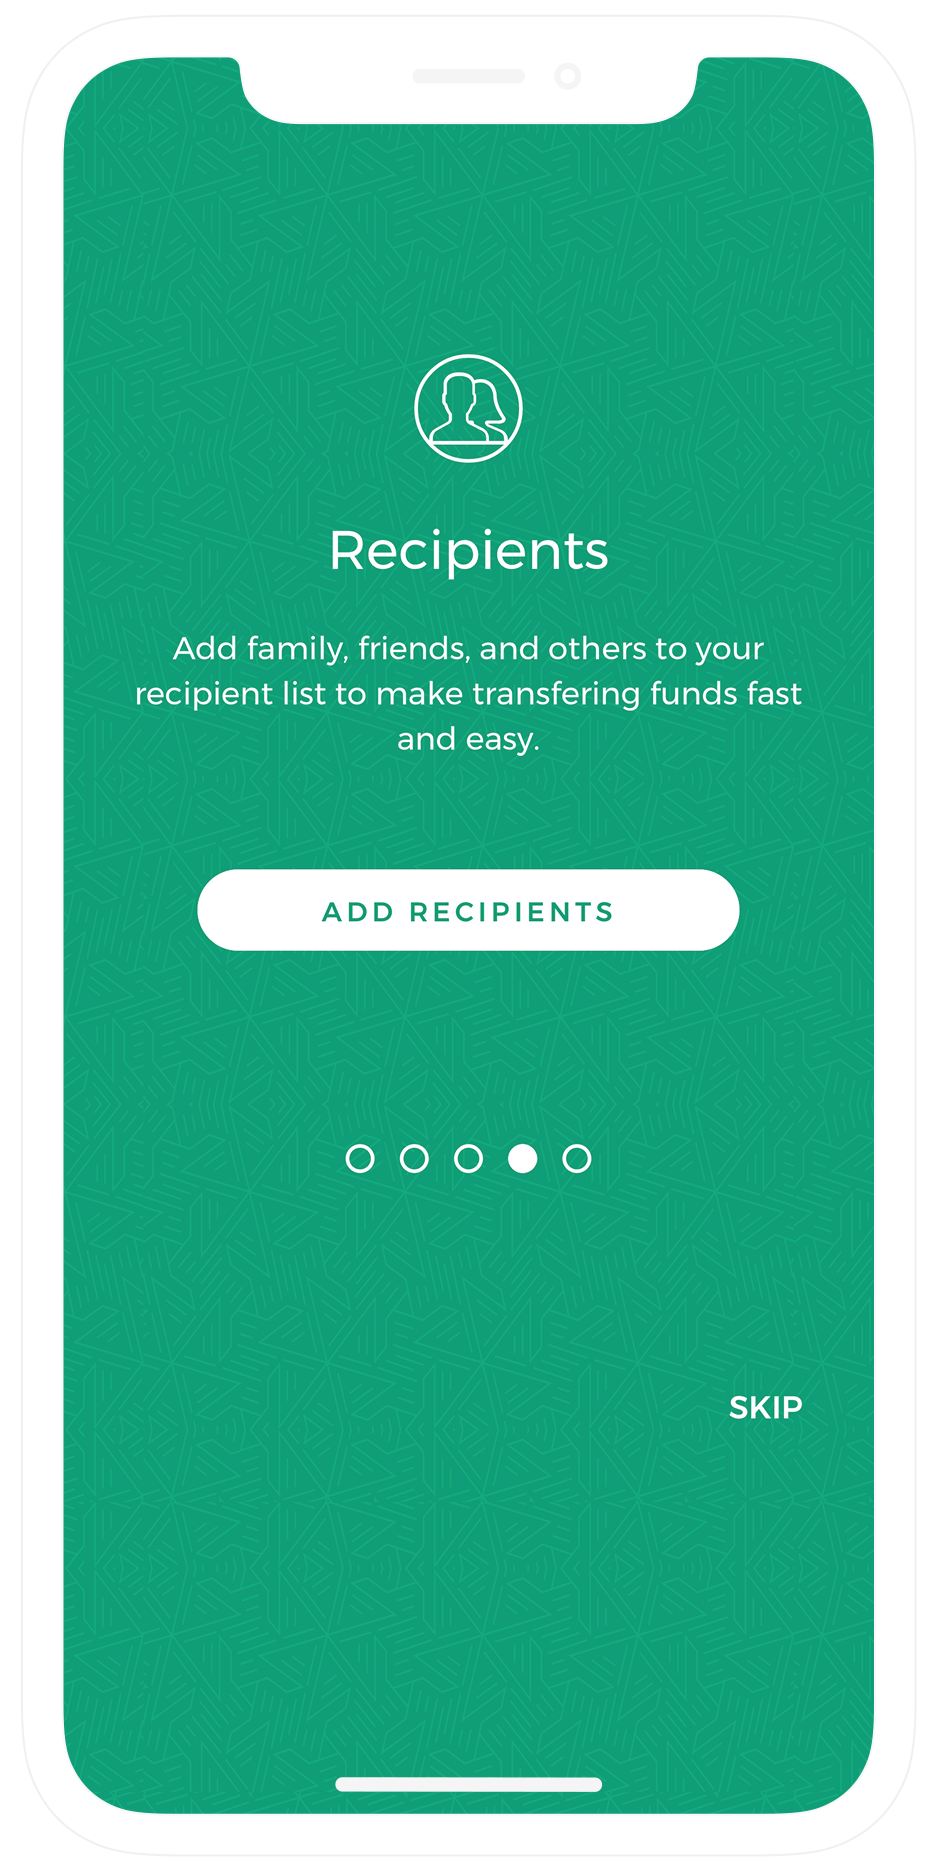 Recipients
Add family, friends, and others to your
recipient list to make transfering funds fast
and easy.
ADD RECIPIENTS
SKIP